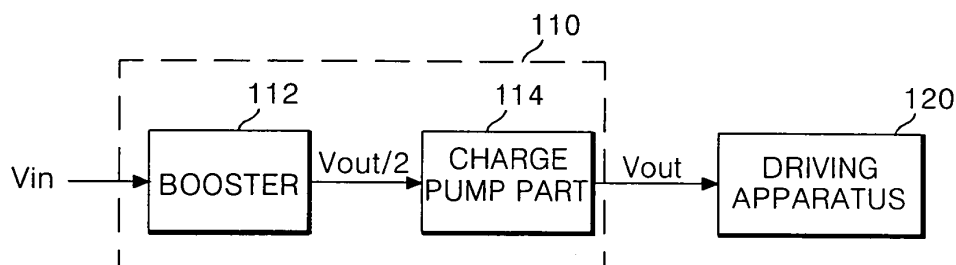 110
112
114
120
Vin
BOOSTER
Vout/2
CHARGE
PUMP PART
Vout
DRIVING
APPARATUS